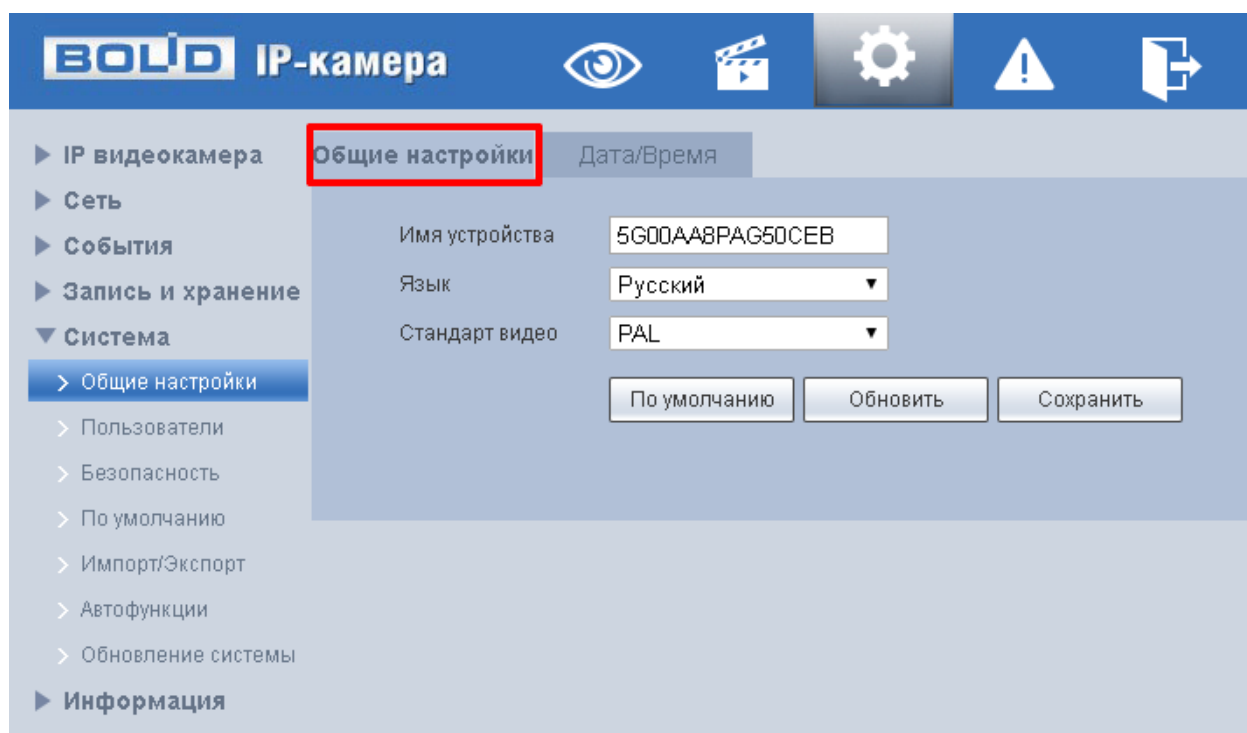 BOLID IP-камера
IP видеокамера
Сеть
События
Запись и хранение
Система
Общие настройки
Пользователи
Безопасность
По умолчанию
Импорт/Экспорт
Автофункции
Обновление системы
Информация
Общие настройки Дата/Время
Имя устройства 5G00AA8PAG50CEB
Язык Русский
Стандарт видео PAL
По умолчанию Обновить Сохранить